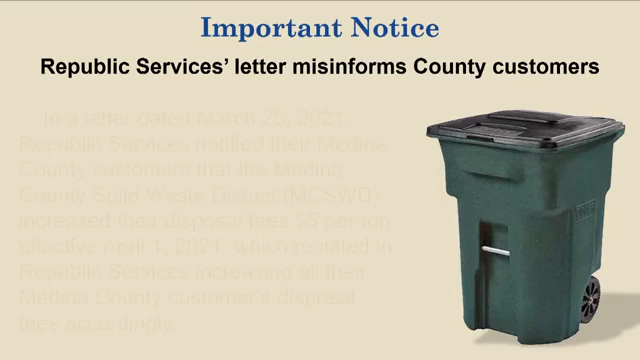 Important Notice
Republic Services’ letter misinforms County customers
In a letter dated March 25, 2021,
Republic Services notified their Medina
County customers that the Medina
County Solid Waste District (MCSWD)
increased their disposal fees $5 per ton
effective April 1, 2021, which resulted in
Republic Services increasing all their
Medina County customer’s disposal
fees accordingly.